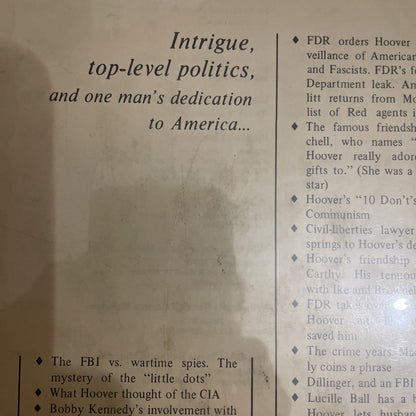 Intrigue,
top-level politics,
and one man's dedication
to America...
♦ The FBI vs. wartime spies. The
mystery of the "little dots"
♦ What Hoover thought of the CIA
♦ Bobby Kennedy's involvement with
♦ FDR orders Hoover
veillance of American
and Fascists. FDR's
Department leak.
litt returns from
list of Red agents
♦ The famous
chell, who names
Hoover really
gifts to." (She was a
star)
♦ Hoover's "10 Don't's
Communism
♦ Civil-liberties lawyer
springs to Hoover's
♦ Hoover's friendship
Carthy. His
with Ike and
♦ FDR
Hoover
saved him
♦ The crime years.
ly coins a phrase
♦ Dillinger, and an FBI
♦ Lucille Ball has a
Hoover lets